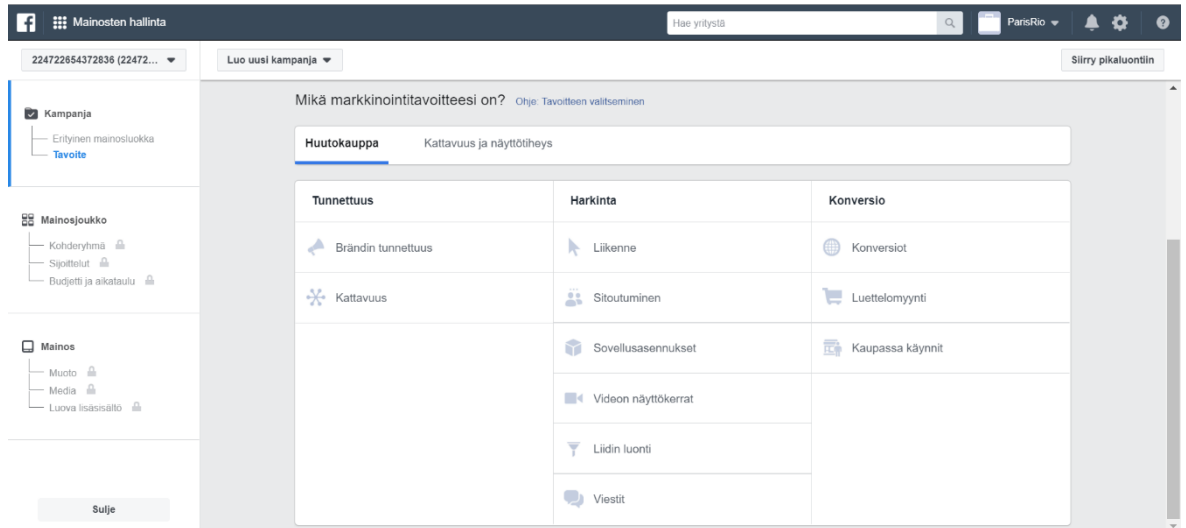 Mainosten hallinta
Hae yritystä
ParisRio
224722654372836 (22472...
Luo uusi kampanja
Siirry pikaluontiin
Kampanja
Erityinen mainosluokka
Tavoite
Mainosjoukko
Kohderyhmä
Sijoittelut
Budjetti ja aikataulu
Mainos
Muoto
Media
Luova lisäsisältö
Sulje
Mikä markkinointitavoitteesi on? Ohje: Tavoitteen valitseminen
Huutokauppa Kattavuus ja näyttötiheys
Tunnettuus Harkinta Konversio
Brändin tunnettuus Liikenne Konversiot
Kattavuus Sitoutuminen Luettelomyynti
Sovellusasennukset Kaupassa käynnit
Videon näyttökerrat
Liidin luonti
Viestit